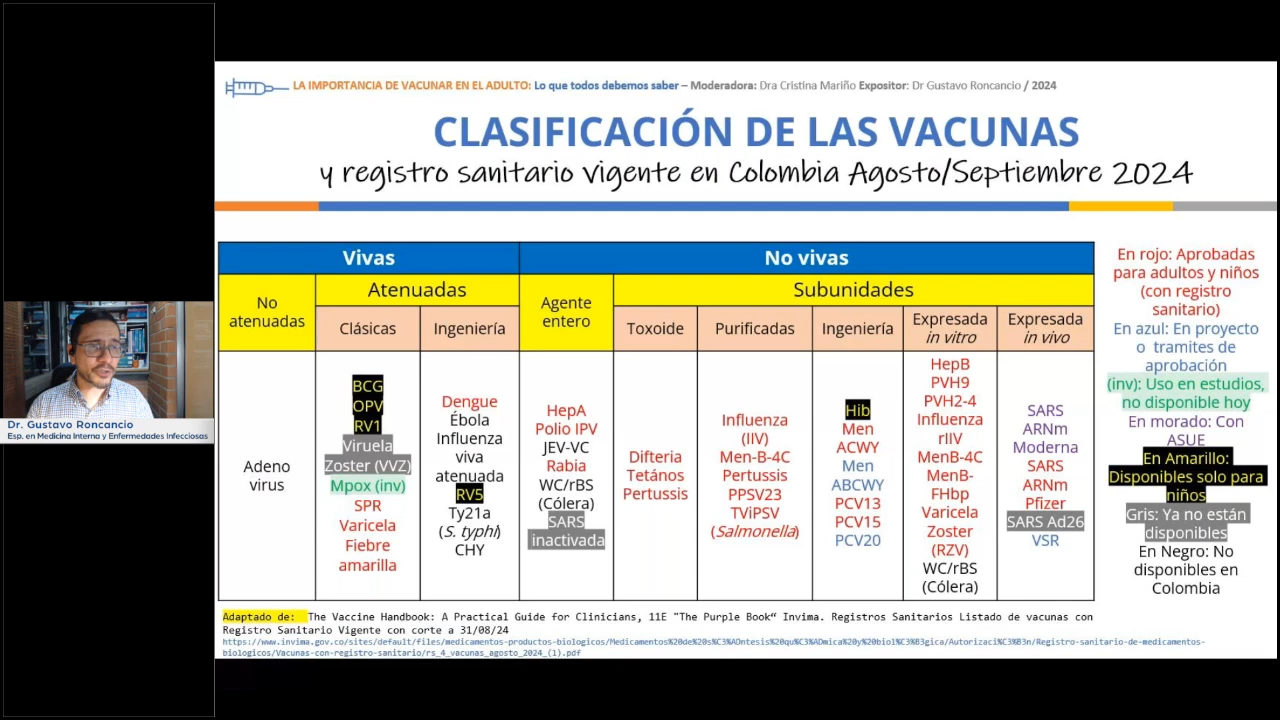 LA IMPORTANCIA DE VACUNAR EN EL ADULTO: Lo que todos debemos saber – Moderadora: Dra Cristina Mariño Expositor: Dr Gustavo Roncancio / 2024
CLASIFICACIÓN DE LAS VACUNAS
y registro sanitario vigente en Colombia Agosto/Septiembre 2024
Vivas
No vivas
No
atenuadas
Atenuadas
Agente
entero
Subunidades
Clásicas
Ingeniería
Toxoide
Purificadas
Ingeniería
Expresada
in vitro
Expresada
in vivo
Adeno
virus
BCG
OPV
RV1
Viruela
Zoster (VVZ)
Mpox (inv)
SPR
Varicela
Fiebre
amarilla
Dengue
Ébola
Influenza
viva
atenuada
RV5
Ty21a
(S. typhi)
CHY
HepA
Polio IPV
JEV-VC
Rabia
WC/rBS
(Cólera)
SARS
inactivada
Difteria
Tetános
Pertussis
Influenza
(IIV)
Men-B-4C
Pertussis
PPSV23
TViPSV
(Salmonella)
Hib
Men
ACWY
Men
ABCWY
PCV13
PCV15
PCV20
HepB
PVH9
PVH2-4
Influenza
rIIV
MenB-4C
MenB-
FHbp
Varicela
Zoster
(RZV)
WC/rBS
(Cólera)
SARS
ARNm
Moderna
SARS
ARNm
Pfizer
SARS Ad26
VSR
En rojo: Aprobadas
para adultos y niños
(con registro
sanitario)
En azul: En proyecto
o tramites de
aprobación
(inv): Uso en estudios,
no disponible hoy
En morado: Con
ASUE
En Amarillo:
Disponibles solo para
niños
Gris: Ya no están
disponibles
En Negro: No
disponibles en
Colombia
Dr. Gustavo Roncancio
Esp. en Medicina Interna y Enfermedades Infecciosas
Adaptado de: The Vaccine Handbook: A Practical Guide for Clinicians, 11E "The Purple Book“ Invima. Registros Sanitarios Listado de vacunas con
Registro Sanitario Vigente con corte a 31/08/24
https://www.invima.gov.co/sites/default/files/medicamentos-productos-biologicos/Medicamentos%20de%20s%C3%ADntesis%20qu%C3%ADmica%20y%20biol%C3%B3gica/Autorizaci%C3%B3n/Registro-sanitario-de-medicamentos-
biologicos/Vacunas-con-registro-sanitario/rs_4_vacunas_agosto_2024_(1).pdf